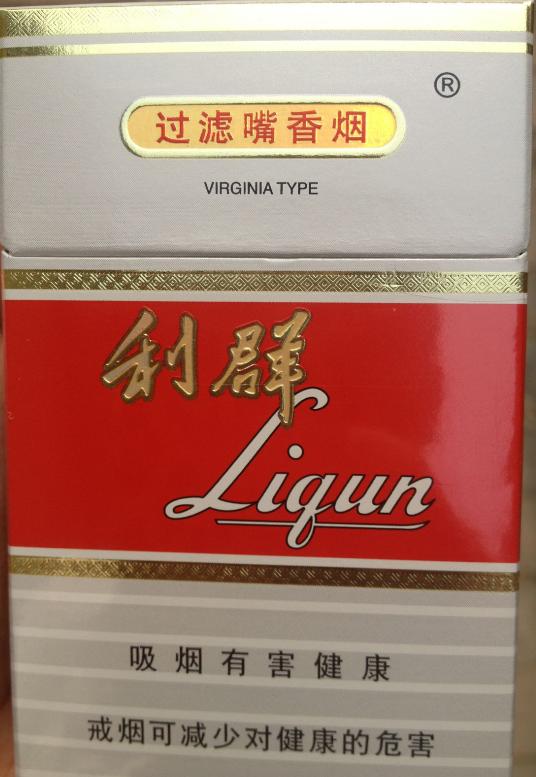 ®
过滤嘴香烟
VIRGINIA TYPE
利群
Liqun
吸烟有害健康
戒烟可减少对健康的危害